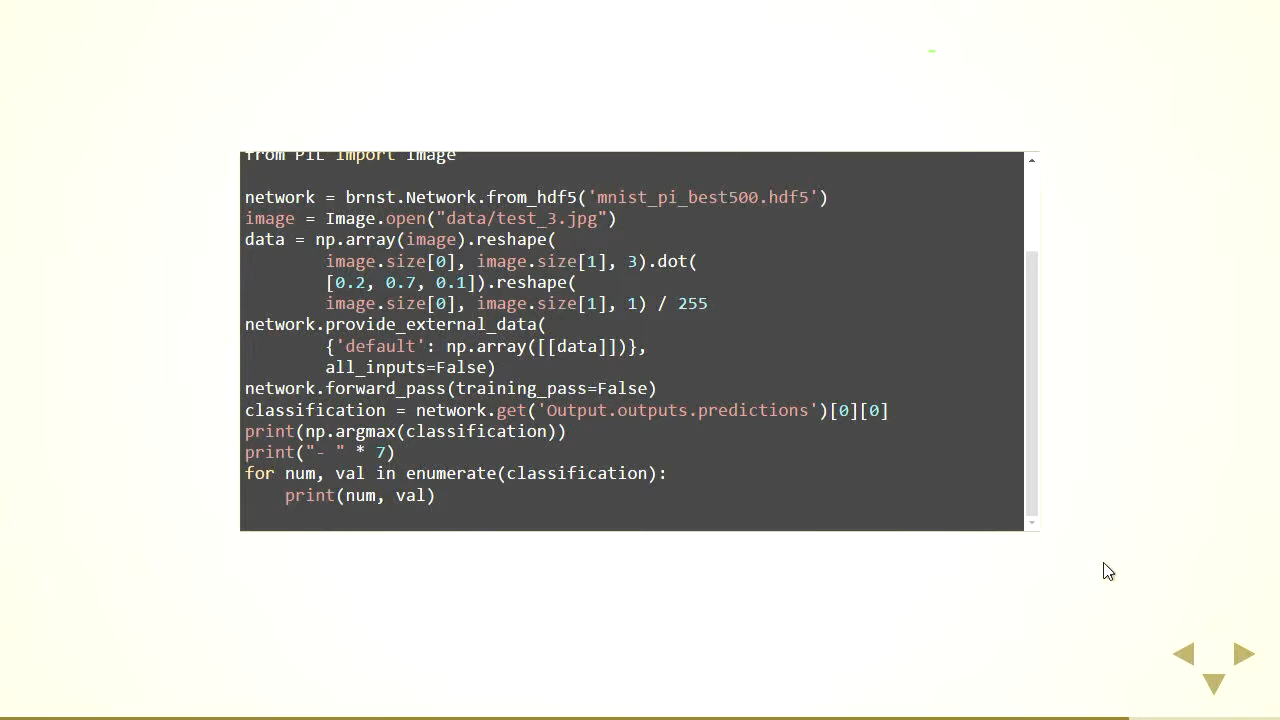 from PIL import Image
network = brnst.Network.from_hdf5('mnist_pi_best500.hdf5')
image = Image.open("data/test_3.jpg")
data = np.array(image).reshape(
        image.size[0], image.size[1], 3).dot(
        [0.2, 0.7, 0.1]).reshape(
        image.size[0], image.size[1], 1) / 255
network.provide_external_data(
        {'default': np.array([[data]])},
        all_inputs=False)
network.forward_pass(training_pass=False)
classification = network.get('Output.outputs.predictions')[0][0]
print(np.argmax(classification))
print("- " * 7)
for num, val in enumerate(classification):
    print(num, val)